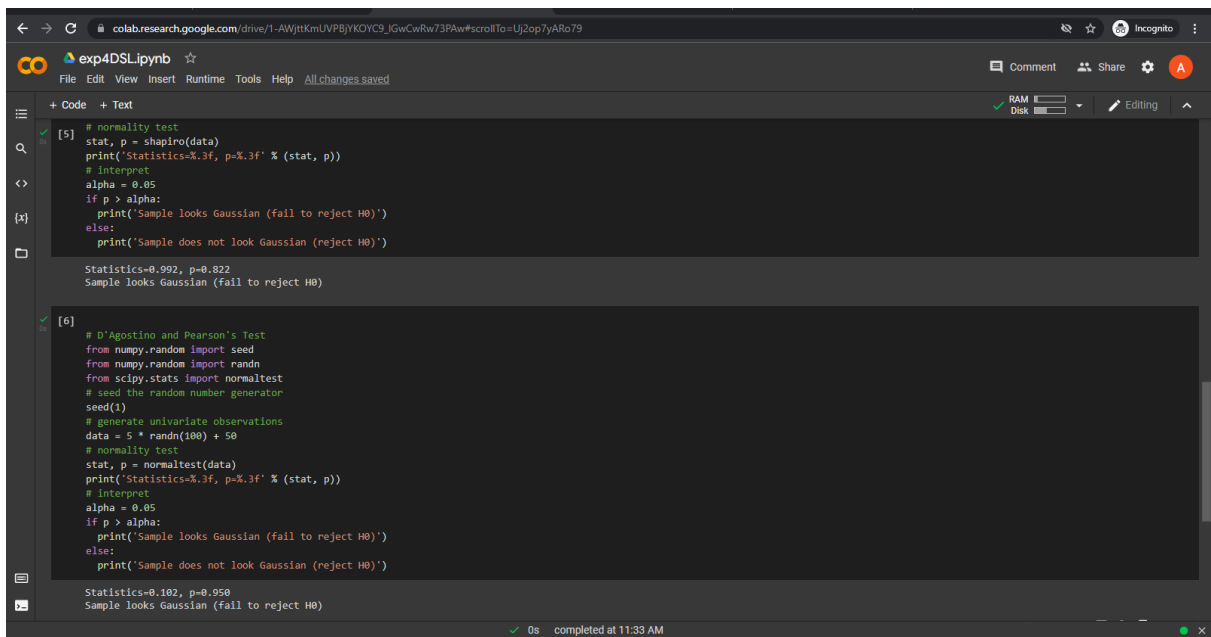 colab.research.google.com/drive/1-AWjttKmUVPBjYKOYC9_IGwCwRw73PAw#scrollTo=Uj2op7yARo79
Incognito
CO
exp4DSL.ipynb
File Edit View Insert Runtime Tools Help All changes saved
Comment
Share
A
+ Code + Text
RAM
Disk
Editing
[5]
0s
# normality test
stat, p = shapiro(data)
print('Statistics=%.3f, p=%.3f' % (stat, p))
# interpret
alpha = 0.05
if p > alpha:
  print('Sample looks Gaussian (fail to reject H0)')
else:
  print('Sample does not look Gaussian (reject H0)')
Statistics=0.992, p=0.822
Sample looks Gaussian (fail to reject H0)
[6]
0s
# D'Agostino and Pearson's Test
from numpy.random import seed
from numpy.random import randn
from scipy.stats import normaltest
# seed the random number generator
seed(1)
# generate univariate observations
data = 5 * randn(100) + 50
# normality test
stat, p = normaltest(data)
print('Statistics=%.3f, p=%.3f' % (stat, p))
# interpret
alpha = 0.05
if p > alpha:
  print('Sample looks Gaussian (fail to reject H0)')
else:
  print('Sample does not look Gaussian (reject H0)')
Statistics=0.102, p=0.950
Sample looks Gaussian (fail to reject H0)
0s completed at 11:33 AM